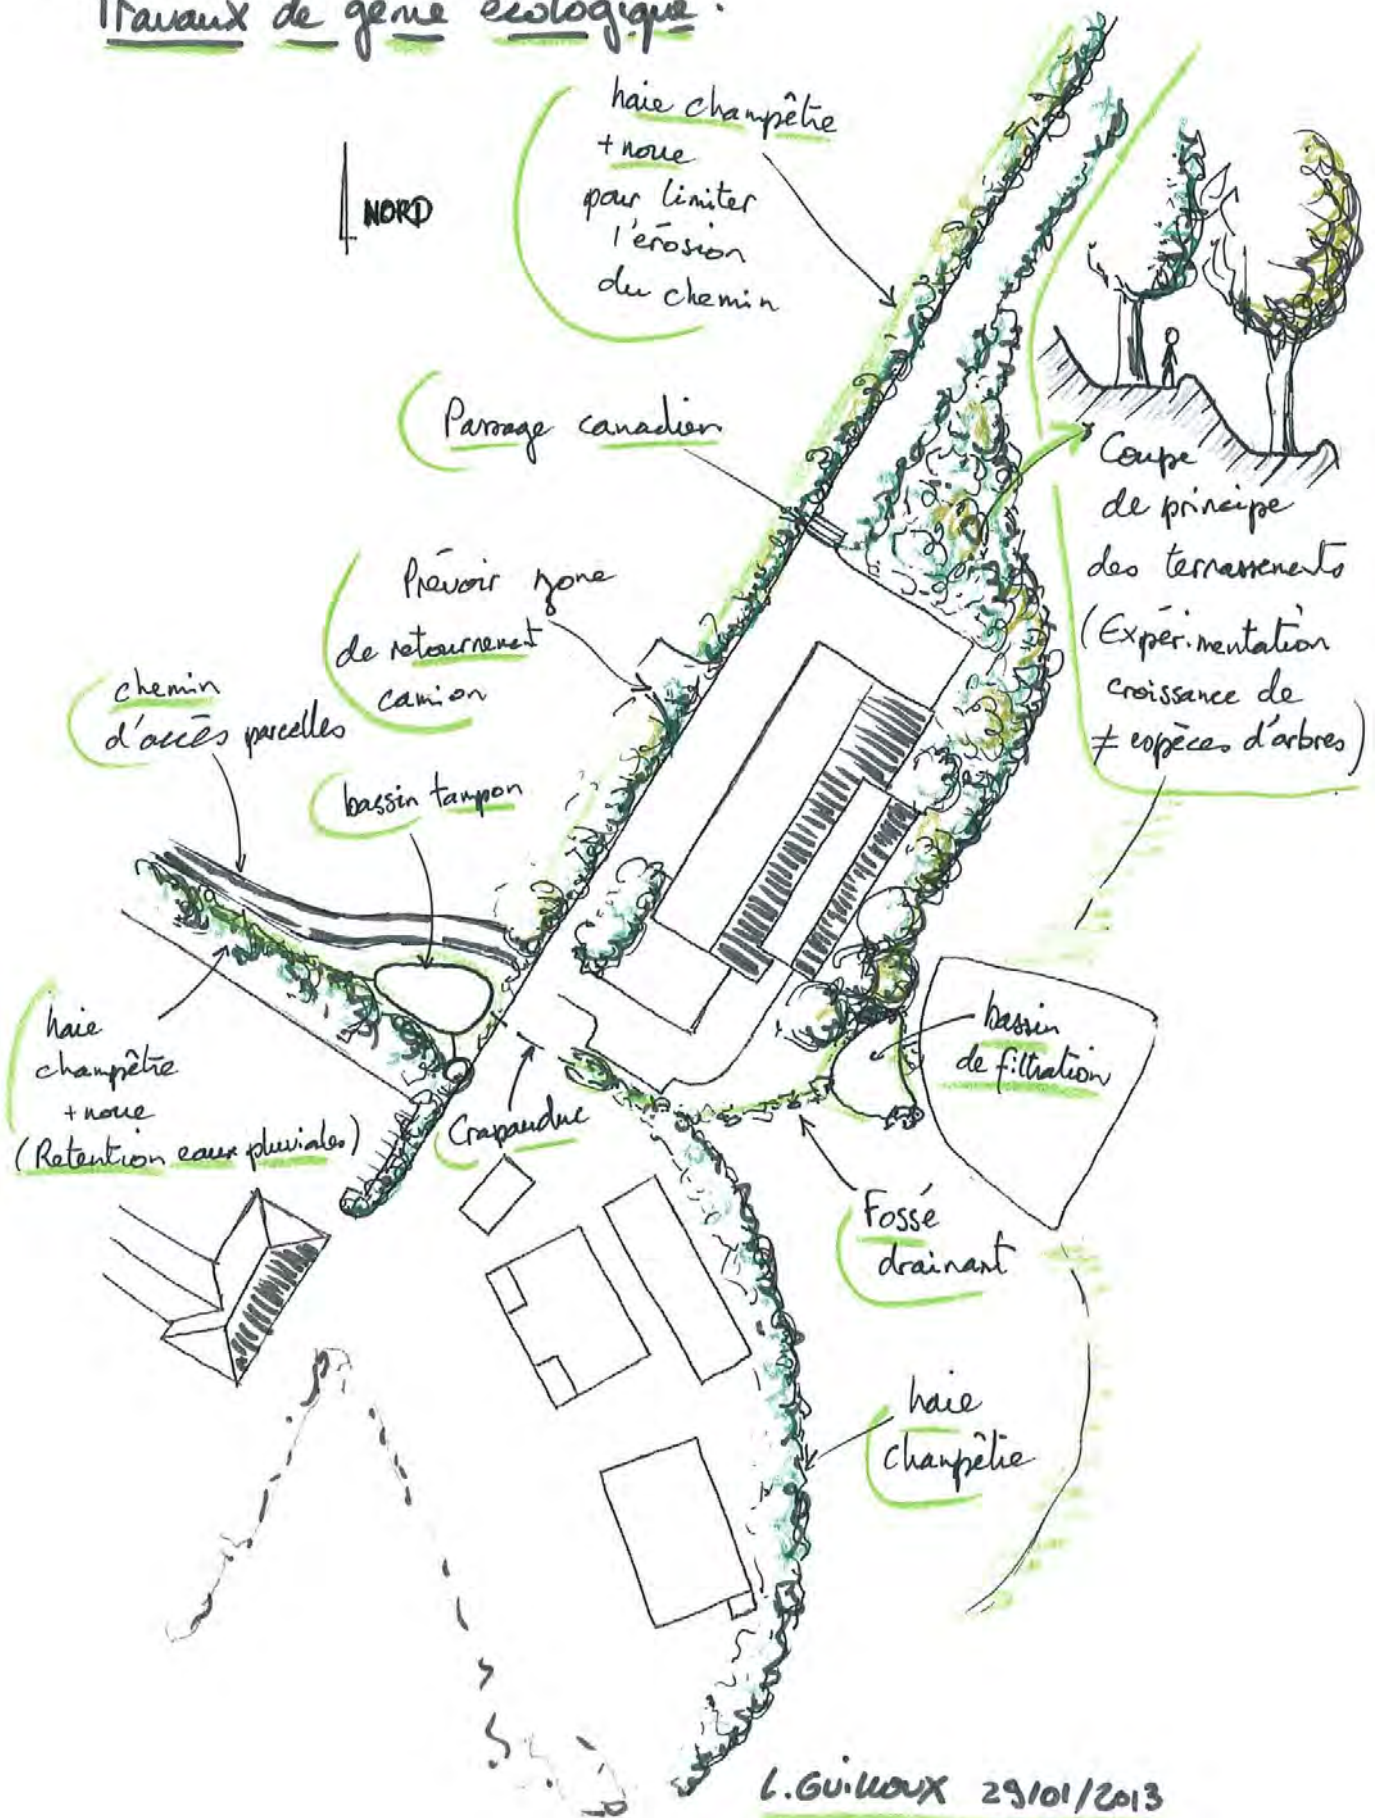 Travaux de génie écologique.
haie champêtre
+ noue
pour limiter
l'érosion
du chemin
NORD
Passage canadien
Coupe
de principe
des terrassements
(Expérimentation
croissance de
≠ espèces d'arbres)
Prévoir zone
de retournement
camion
chemin
d'accès parcelles
bassin tampon
haie
champêtre
+ noue
(Retention eaux pluviales)
Crapauduc
bassin
de filtration
Fossé
drainant
haie
champêtre
L.GUILLOUX 29/01/2013